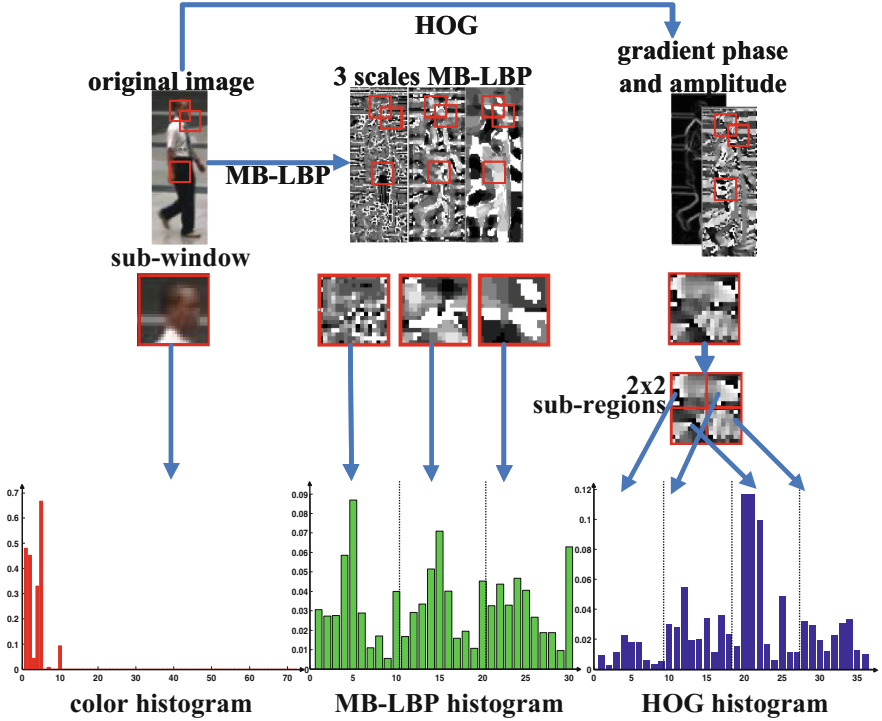 HOG
gradient phase
and amplitude
original image
3 scales MB-LBP
MB-LBP
sub-window
2x2
sub-regions
0.7
0.6
0.5
0.4
0.3
0.2
0.1
0
0 10 20 30 40 50 60 70
color histogram
0.09
0.08
0.07
0.06
0.05
0.04
0.03
0.02
0.01
0
0 5 10 15 20 25 30
MB-LBP histogram
0.12
0.1
0.08
0.06
0.04
0.02
0
0 5 10 15 20 25 30 35
HOG histogram